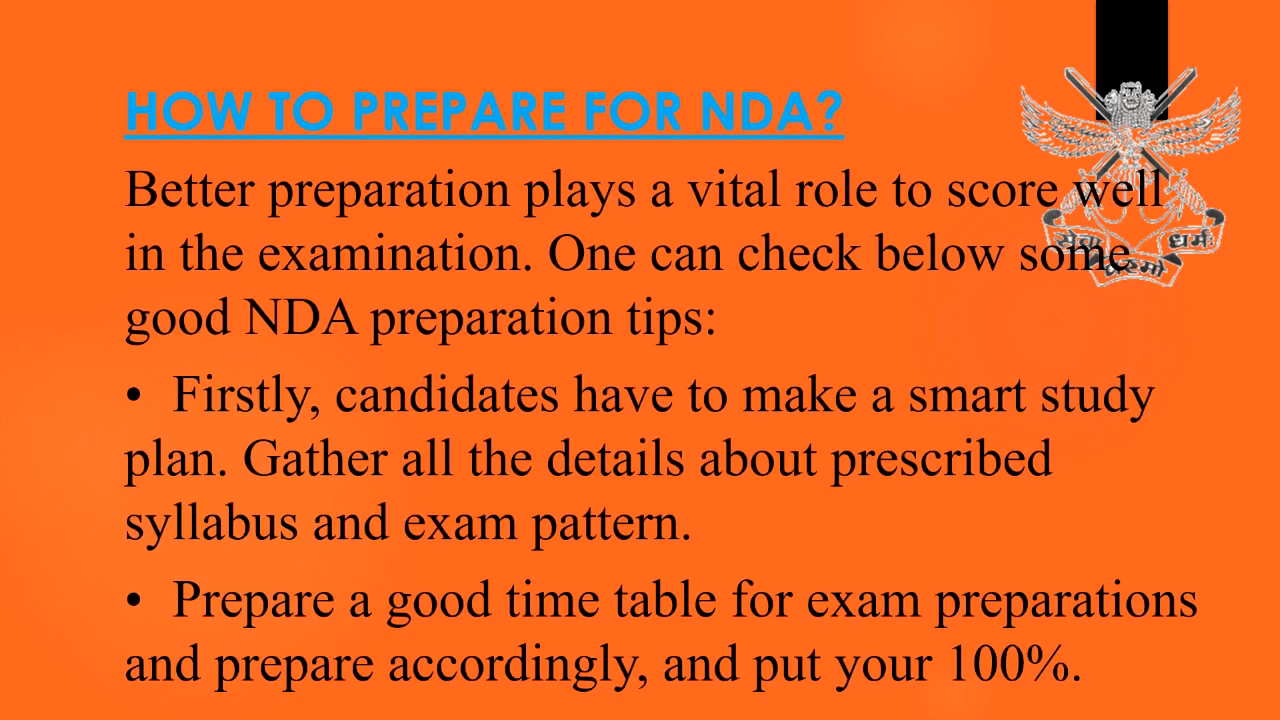 HOW TO PREPARE FOR NDA?
Better preparation plays a vital role to score well
in the examination. One can check below some
good NDA preparation tips:
• Firstly, candidates have to make a smart study
plan. Gather all the details about prescribed
syllabus and exam pattern.
• Prepare a good time table for exam preparations
and prepare accordingly, and put your 100%.
सेवा धर्मः